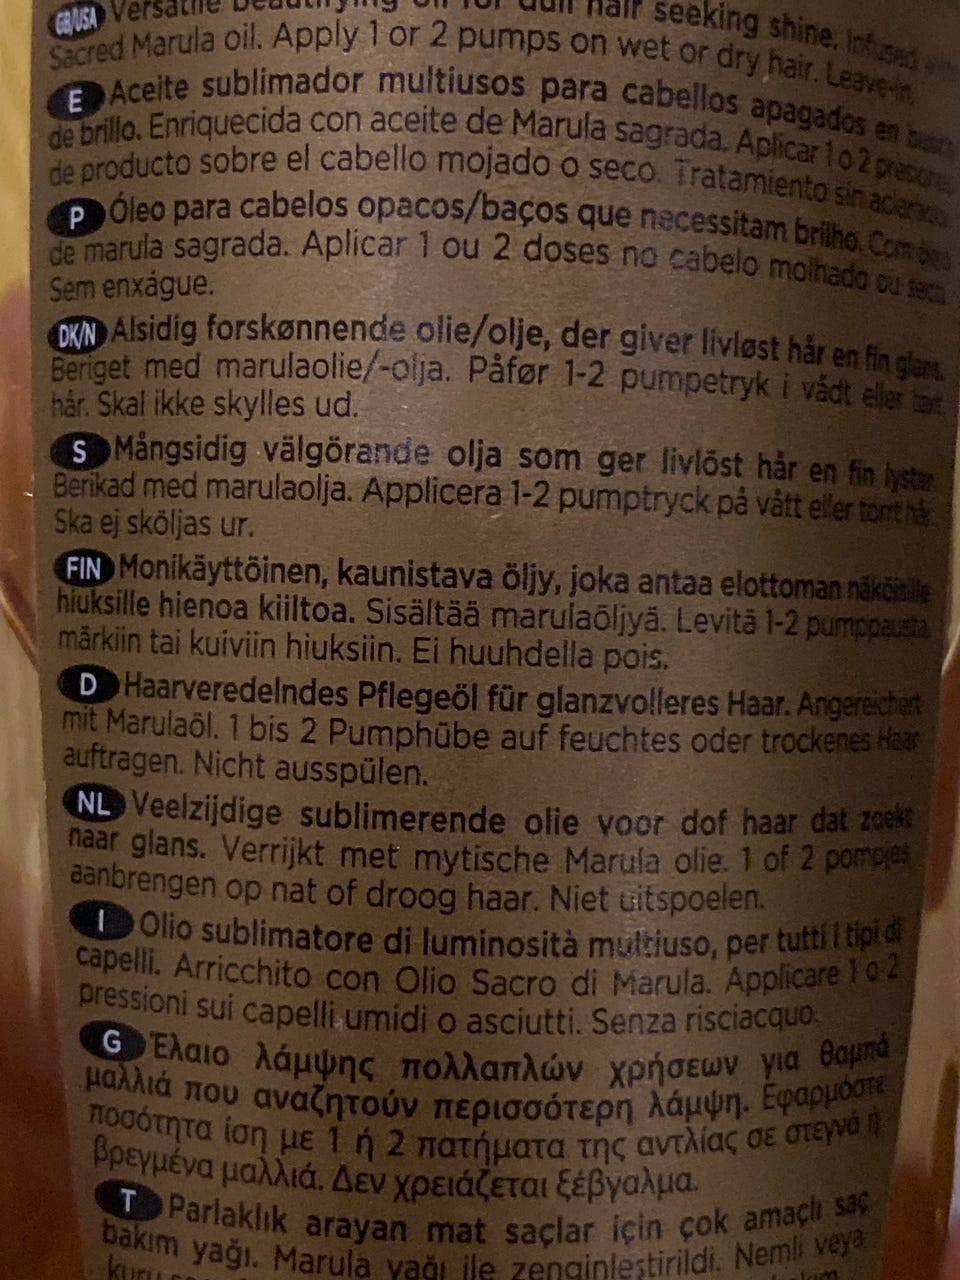 GB/USA Versatile beautifying oil for dull hair seeking shine. Infused with
Sacred Marula oil. Apply 1 or 2 pumps on wet or dry hair. Leave-in.
E Aceite sublimador multiusos para cabellos apagados en busca
de brillo. Enriquecida con aceite de Marula sagrada. Aplicar 1 o 2 presiones
de producto sobre el cabello mojado o seco. Tratamiento sin aclarado.
P Óleo para cabelos opacos/baços que necessitam brilho. Com óleo
de marula sagrada. Aplicar 1 ou 2 doses no cabelo molhado ou seco.
Sem enxágue.
DK/N Alsidig forskønnende olie/olje, der giver livløst hår en fin glans.
Beriget med marulaolie/-olja. Påfør 1-2 pumpetryk i vådt eller tørt
hår. Skal ikke skylles ud.
S Mångsidig välgörande olja som ger livlöst hår en fin lyster.
Berikad med marulaolja. Applicera 1-2 pumptryck på vått eller torrt hår.
Ska ej sköljas ur.
FIN Monikäyttöinen, kaunistava öljy, joka antaa elottoman näköisille
hiuksille hienoa kiiltoa. Sisältää marulaöljyä. Levitä 1-2 pumppausta
märkiin tai kuiviin hiuksiin. Ei huuhdella pois.
D Haarveredelndes Pflegeöl für glanzvolleres Haar. Angereichert
mit Marulaöl. 1 bis 2 Pumphübe auf feuchtes oder trockenes Haar
auftragen. Nicht ausspülen.
NL Veelzijdige sublimerende olie voor dof haar dat zoekt
naar glans. Verrijkt met mytische Marula olie. 1 of 2 pompjes
aanbrengen op nat of droog haar. Niet uitspoelen.
I Olio sublimatore di luminosità multiuso, per tutti i tipi di
capelli. Arricchito con Olio Sacro di Marula. Applicare 1 o 2
pressioni sui capelli umidi o asciutti. Senza risciacquo.
G Έλαιο λάμψης πολλαπλών χρήσεων για θαμπά
μαλλιά που αναζητούν περισσότερη λάμψη. Εφαρμόστε
ποσότητα ίση με 1 ή 2 πατήματα της αντλίας σε στεγνά ή
βρεγμένα μαλλιά. Δεν χρειάζεται ξέβγαλμα.
T Parlaklık arayan mat saçlar için çok amaçlı saç
bakım yağı. Marula yağı ile zenginleştirildi. Nemli veya
kuru